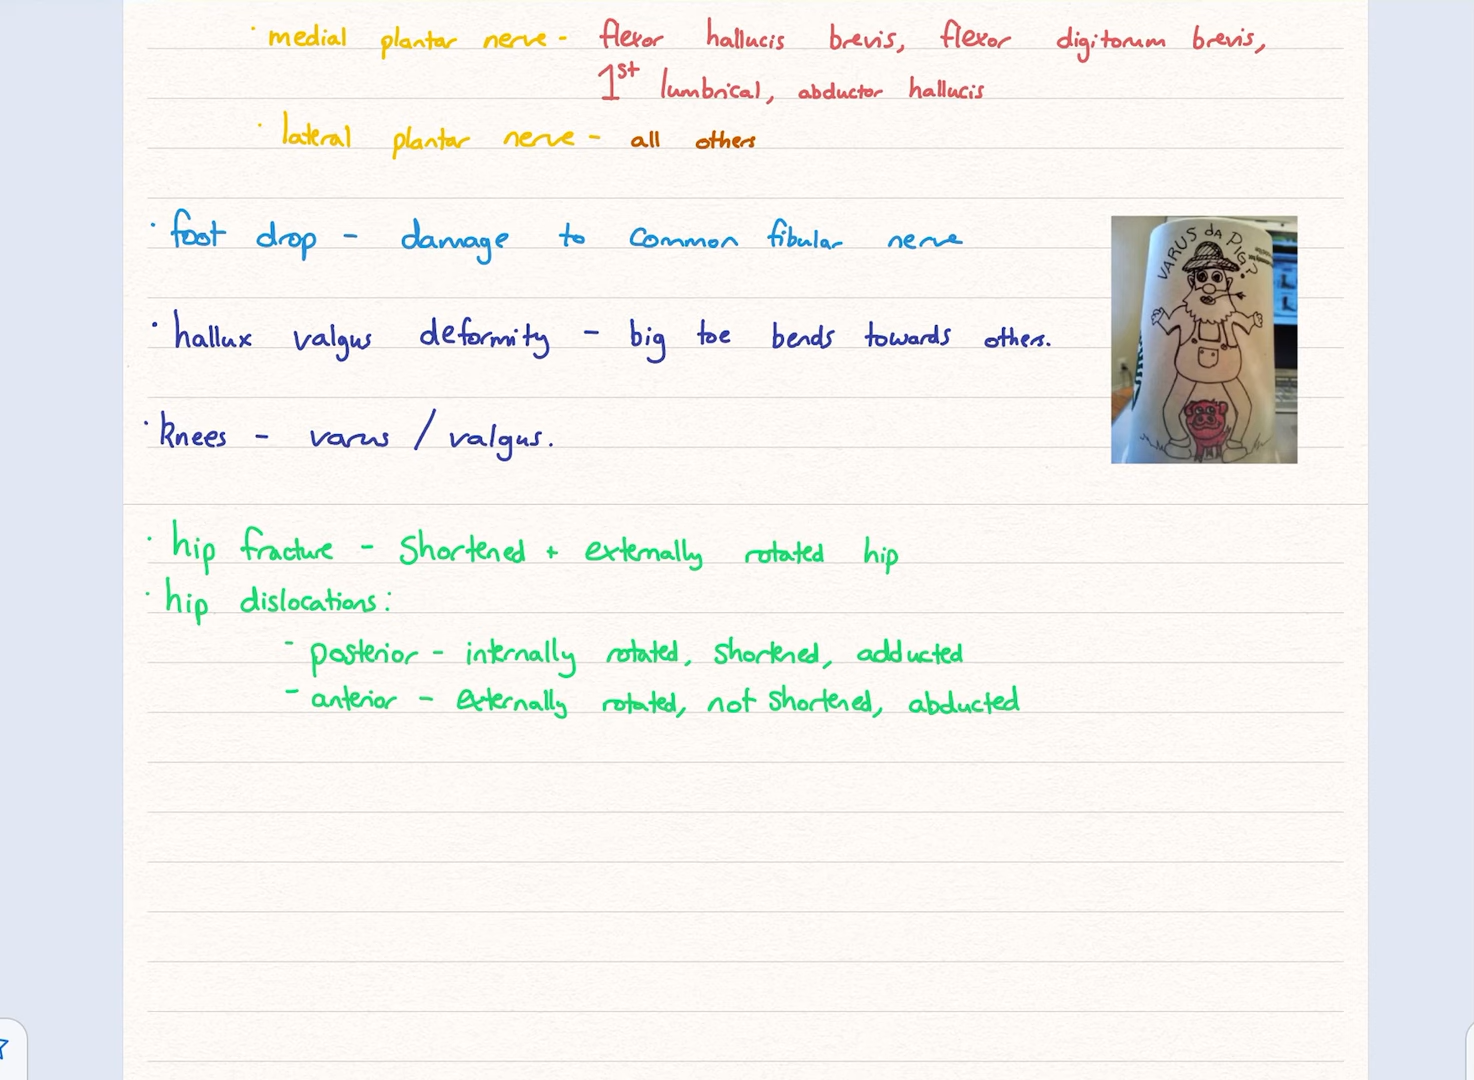 · medial plantar nerve - flexor hallucis brevis, flexor digitorum brevis,
1st lumbrical, abductor hallucis
· lateral plantar nerve - all others
· foot drop - damage to common fibular nerve
VARUS DA PIG?
· hallux valgus deformity - big toe bends towards others.
· knees - varus / valgus.
· hip fracture - shortened + externally rotated hip
· hip dislocations:
- posterior - internally rotated, shortened, adducted
- anterior - externally rotated, not shortened, abducted